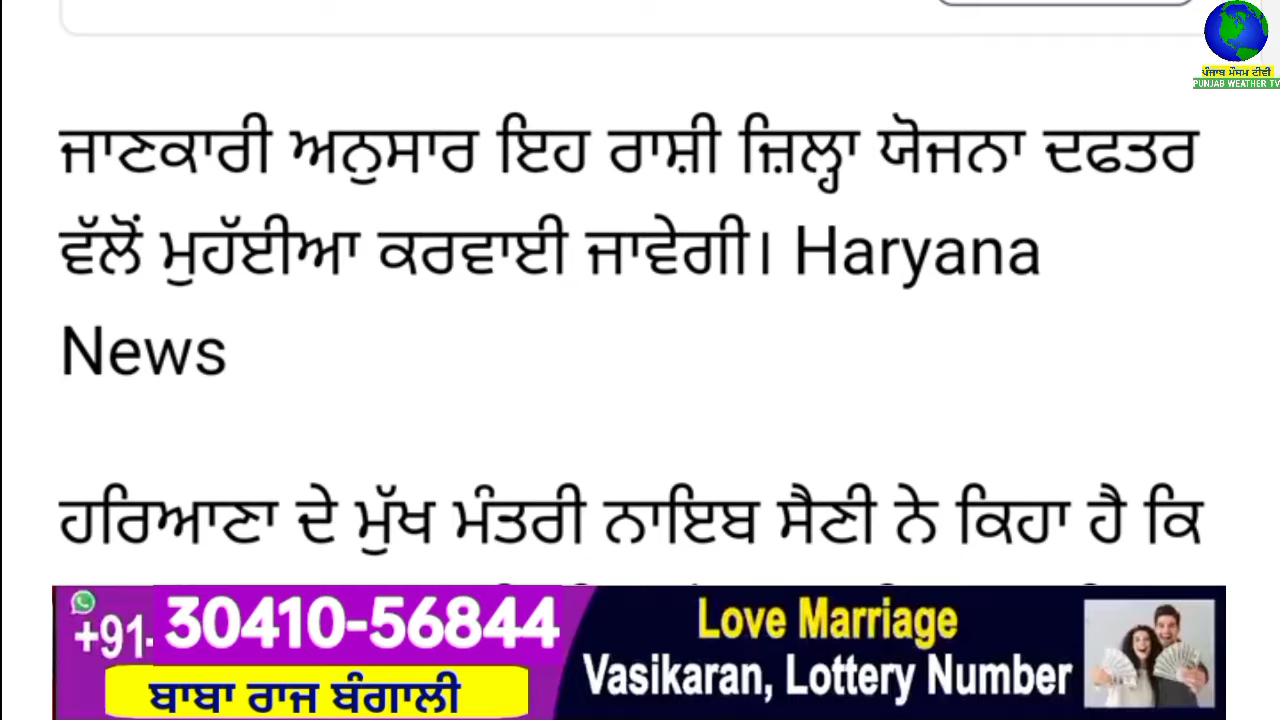 ਪੰਜਾਬ ਮੌਸਮ ਟੀਵੀ
PUNJAB WEATHER TV
ਜਾਣਕਾਰੀ ਅਨੁਸਾਰ ਇਹ ਰਾਸ਼ੀ ਜ਼ਿਲ੍ਹਾ ਯੋਜਨਾ ਦਫਤਰ
ਵੱਲੋਂ ਮੁਹੱਈਆ ਕਰਵਾਈ ਜਾਵੇਗੀ। Haryana
News
ਹਰਿਆਣਾ ਦੇ ਮੁੱਖ ਮੰਤਰੀ ਨਾਇਬ ਸੈਣੀ ਨੇ ਕਿਹਾ ਹੈ ਕਿ
+91. 30410-56844
ਬਾਬਾ ਰਾਜ ਬੰਗਾਲੀ
Love Marriage
Vasikaran, Lottery Number